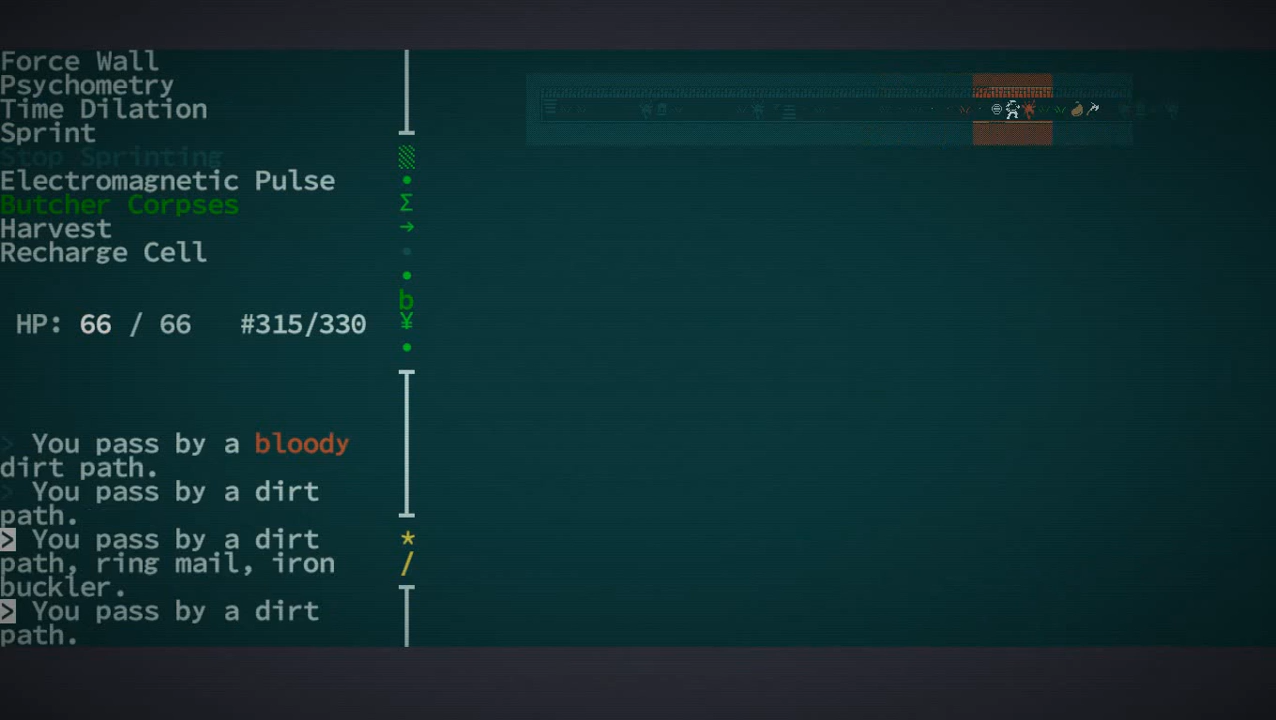 Force Wall
Psychometry
Time Dilation
Sprint
Stop Sprinting
Electromagnetic Pulse
Butcher Corpses
Harvest
Recharge Cell
HP: 66 / 66 #315/330
> You pass by a bloody
dirt path.
> You pass by a dirt
path.
> You pass by a dirt
path, ring mail, iron
buckler.
> You pass by a dirt
path.
Σ
→
b
¥
*
/